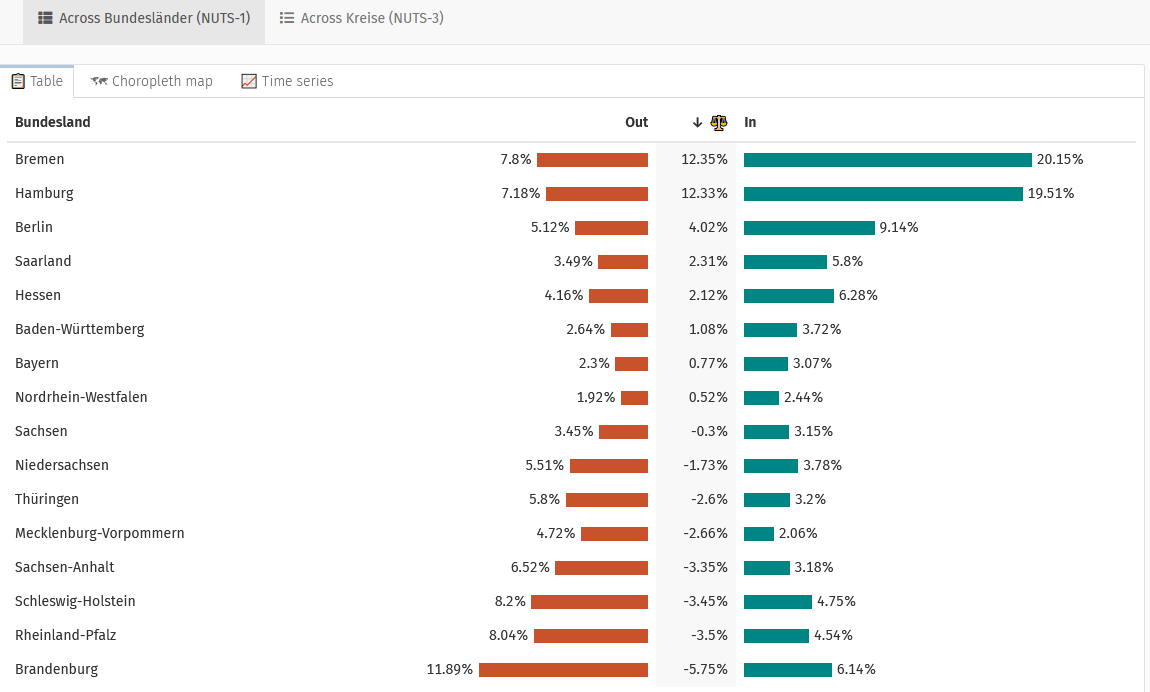 Across Bundesländer (NUTS-1) Across Kreise (NUTS-3)
Table Choropleth map Time series
Bundesland Out ↓ In
Bremen 7.8% 12.35% 20.15%
Hamburg 7.18% 12.33% 19.51%
Berlin 5.12% 4.02% 9.14%
Saarland 3.49% 2.31% 5.8%
Hessen 4.16% 2.12% 6.28%
Baden-Württemberg 2.64% 1.08% 3.72%
Bayern 2.3% 0.77% 3.07%
Nordrhein-Westfalen 1.92% 0.52% 2.44%
Sachsen 3.45% -0.3% 3.15%
Niedersachsen 5.51% -1.73% 3.78%
Thüringen 5.8% -2.6% 3.2%
Mecklenburg-Vorpommern 4.72% -2.66% 2.06%
Sachsen-Anhalt 6.52% -3.35% 3.18%
Schleswig-Holstein 8.2% -3.45% 4.75%
Rheinland-Pfalz 8.04% -3.5% 4.54%
Brandenburg 11.89% -5.75% 6.14%